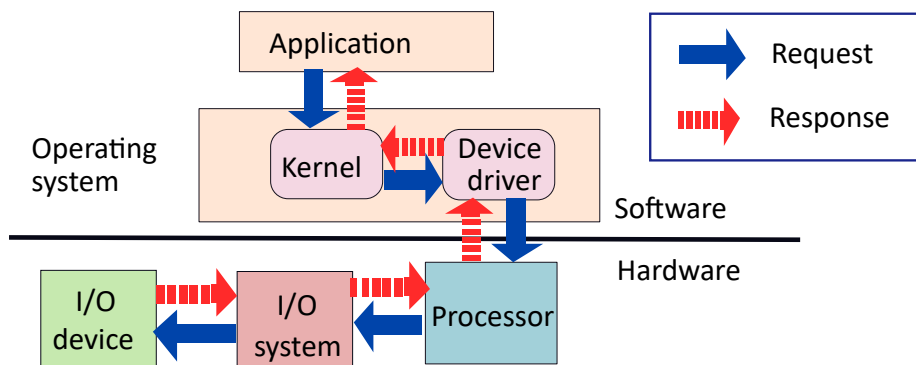 Application
Request
Response
Operating
system
Kernel
Device
driver
Software
Hardware
I/O
device
I/O
system
Processor